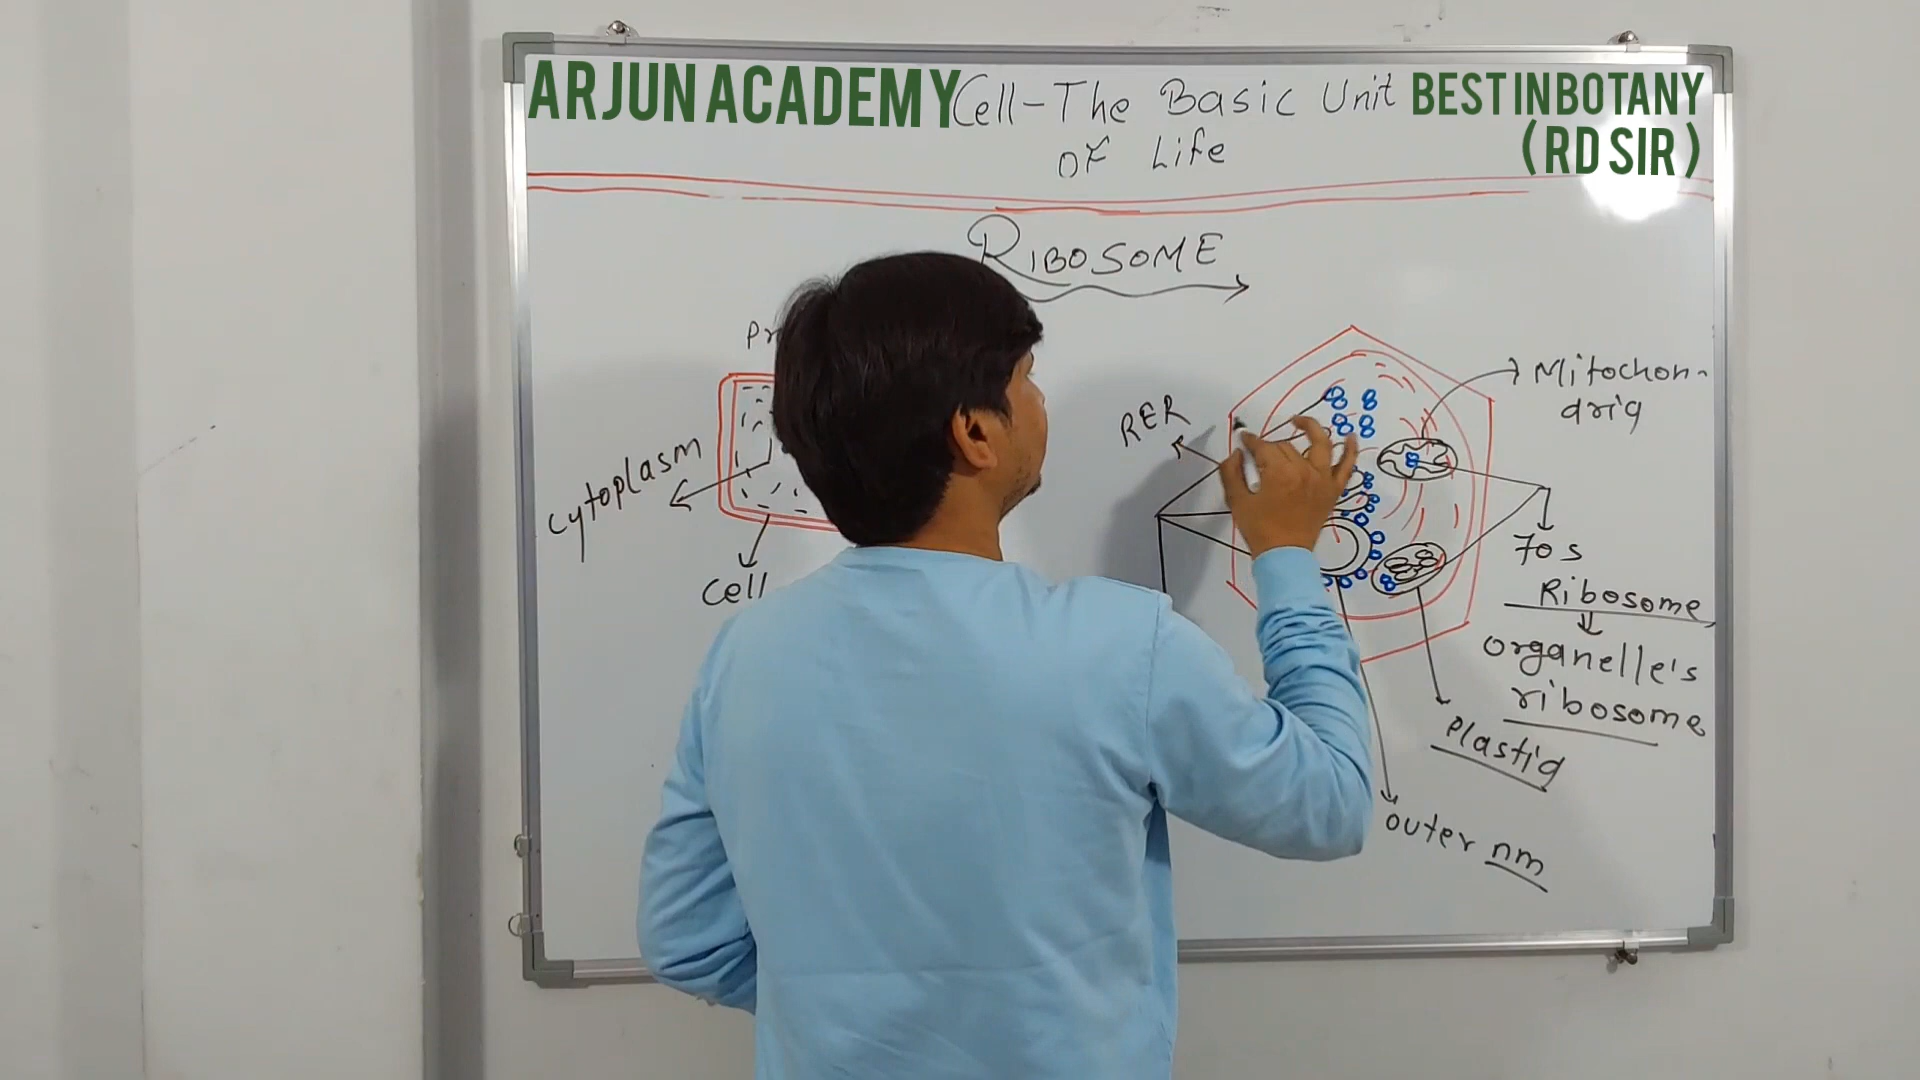 ARJUN ACADEMY
Cell-The Basic Unit
of Life
BEST IN BOTANY
(RD SIR)
RIBOSOME
Cytoplasm
Cell
RER
Mitochon-
dria
70s
Ribosome
organelle's
ribosome
Plastid
outer nm